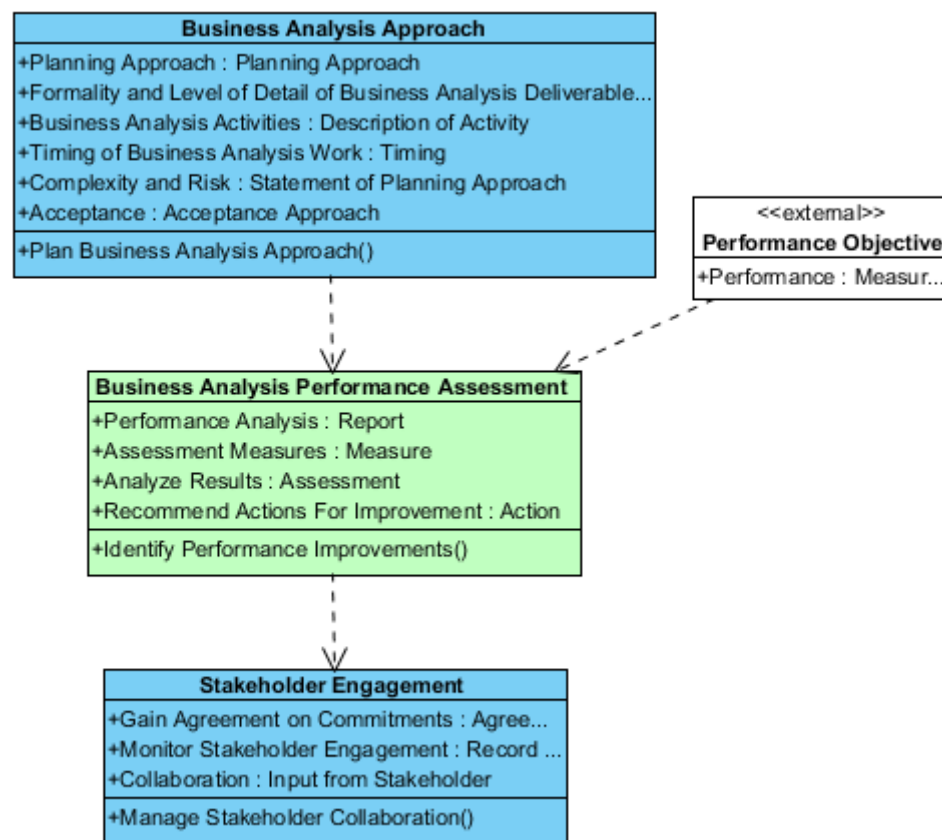 Business Analysis Approach
+Planning Approach : Planning Approach
+Formality and Level of Detail of Business Analysis Deliverable...
+Business Analysis Activities : Description of Activity
+Timing of Business Analysis Work : Timing
+Complexity and Risk : Statement of Planning Approach
+Acceptance : Acceptance Approach
+Plan Business Analysis Approach()
<<external>>
Performance Objective
+Performance : Measur...
Business Analysis Performance Assessment
+Performance Analysis : Report
+Assessment Measures : Measure
+Analyze Results : Assessment
+Recommend Actions For Improvement : Action
+Identify Performance Improvements()
Stakeholder Engagement
+Gain Agreement on Commitments : Agree...
+Monitor Stakeholder Engagement : Record ...
+Collaboration : Input from Stakeholder
+Manage Stakeholder Collaboration()